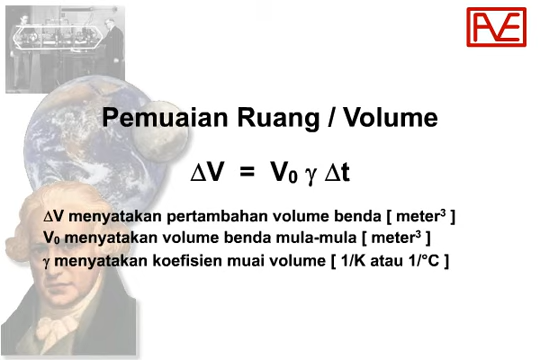 AVE
Pemuaian Ruang / Volume
ΔV = V₀ γ Δt
ΔV menyatakan pertambahan volume benda [ meter³ ]
V₀ menyatakan volume benda mula-mula [ meter³ ]
γ menyatakan koefisien muai volume [ 1/K atau 1/°C ]